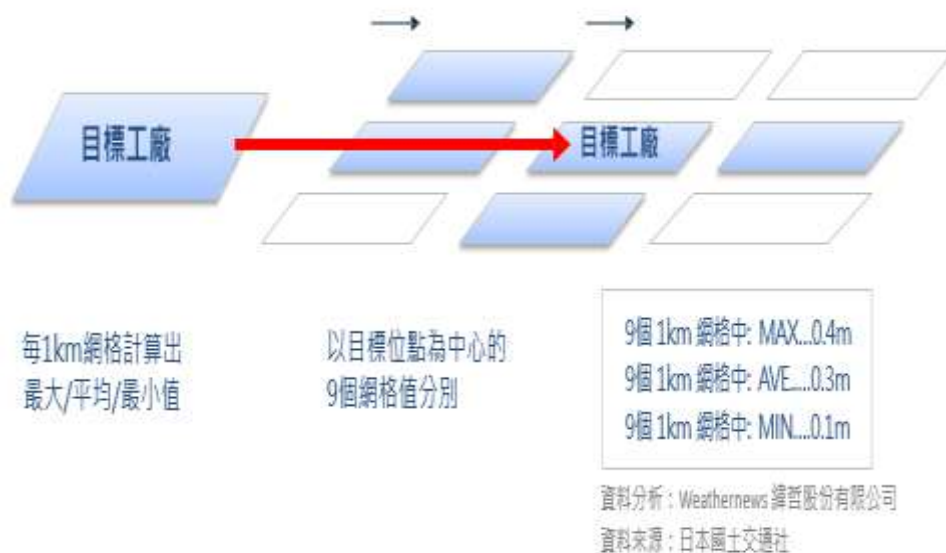 目標工廠
目標工廠
每1km網格計算出
最大/平均/最小值
以目標位點為中心的
9個網格值分別
9個 1km 網格中: MAX...0.4m
9個 1km 網格中: AVE....0.3m
9個 1km 網格中: MIN....0.1m
資料分析：Weathernews 緯哲股份有限公司
資料來源：日本國土交通社